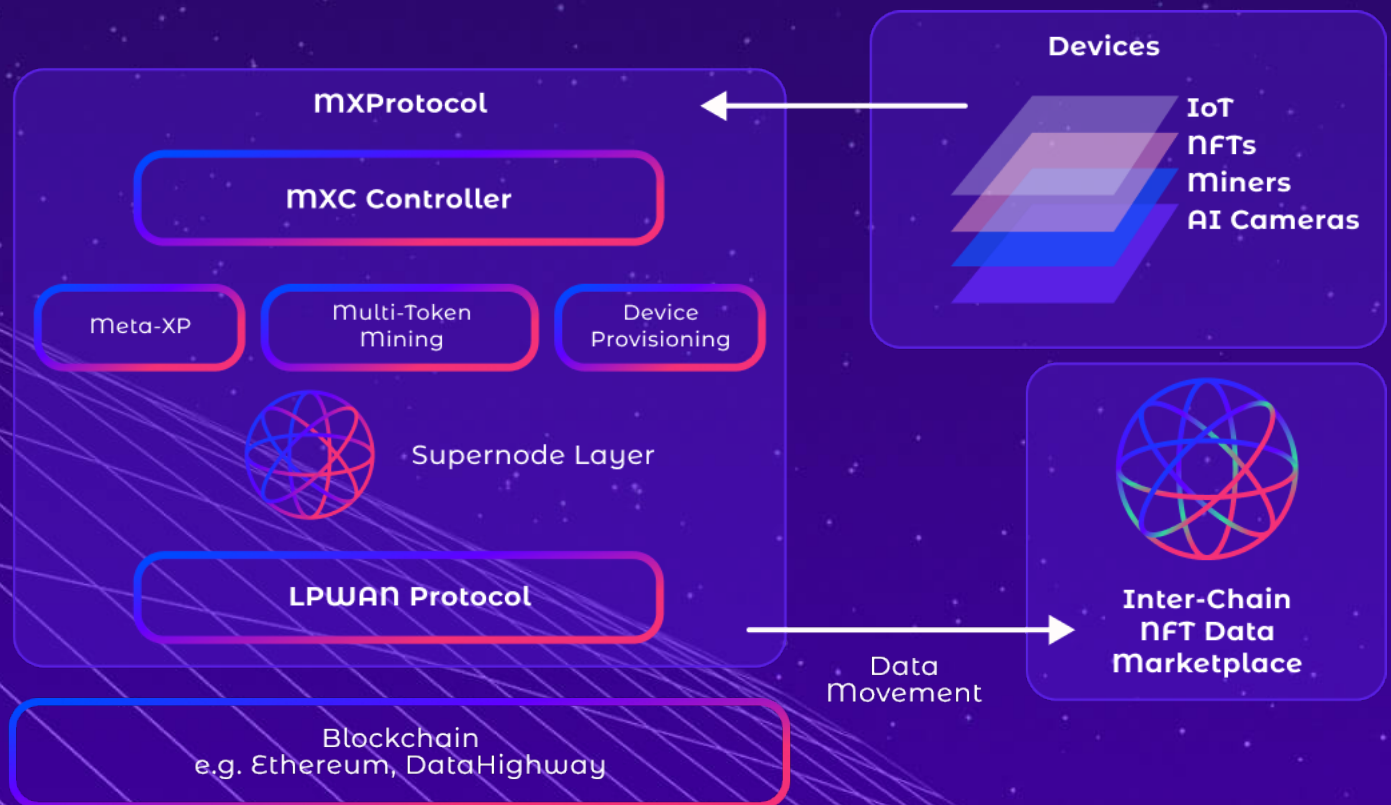 MXProtocol
MXC Controller
Meta-XP
Multi-Token
Mining
Device
Provisioning
Supernode Layer
LPWAN Protocol
Blockchain
e.g. Ethereum, DataHighway
Devices
IoT
NFTs
Miners
AI Cameras
Data
Movement
Inter-Chain
NFT Data
Marketplace